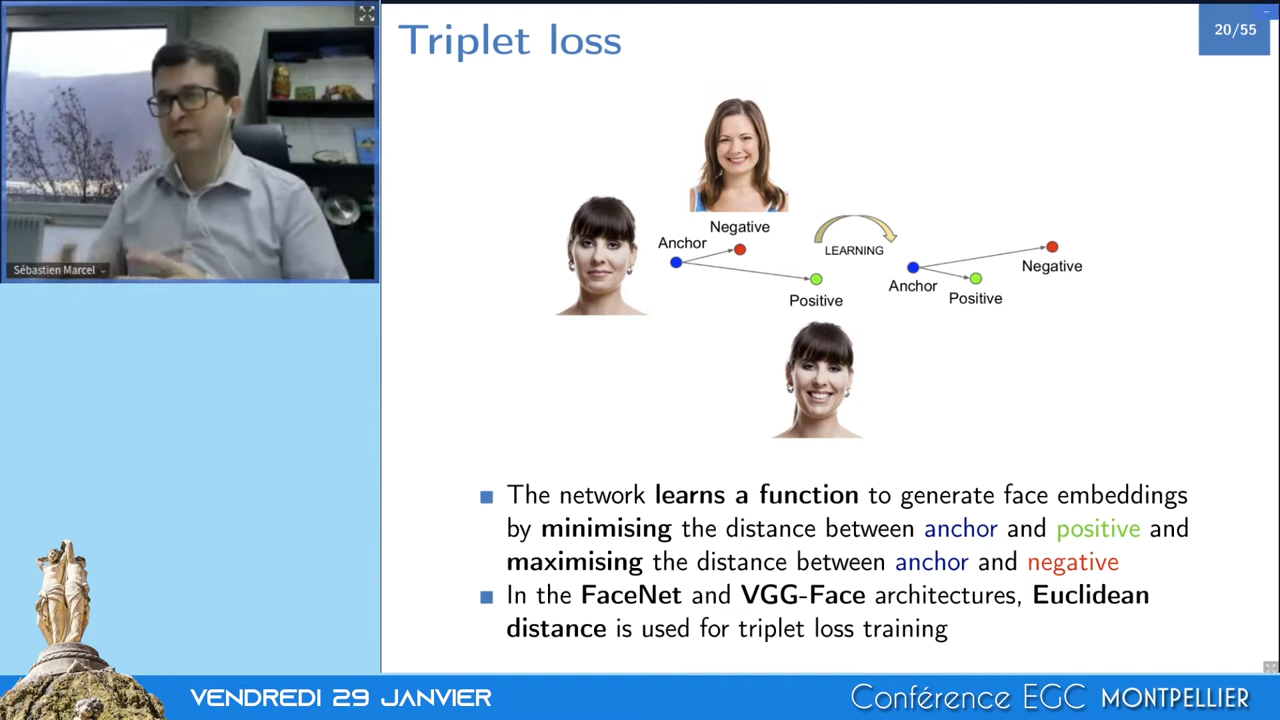 Triplet loss
20/55
Sébastien Marcel
Negative
Anchor
Positive
LEARNING
Negative
Anchor
Positive
The network learns a function to generate face embeddings
by minimising the distance between anchor and positive and
maximising the distance between anchor and negative
In the FaceNet and VGG-Face architectures, Euclidean
distance is used for triplet loss training
VENDREDI 29 JANVIER
Conférence EGC MONTPELLIER